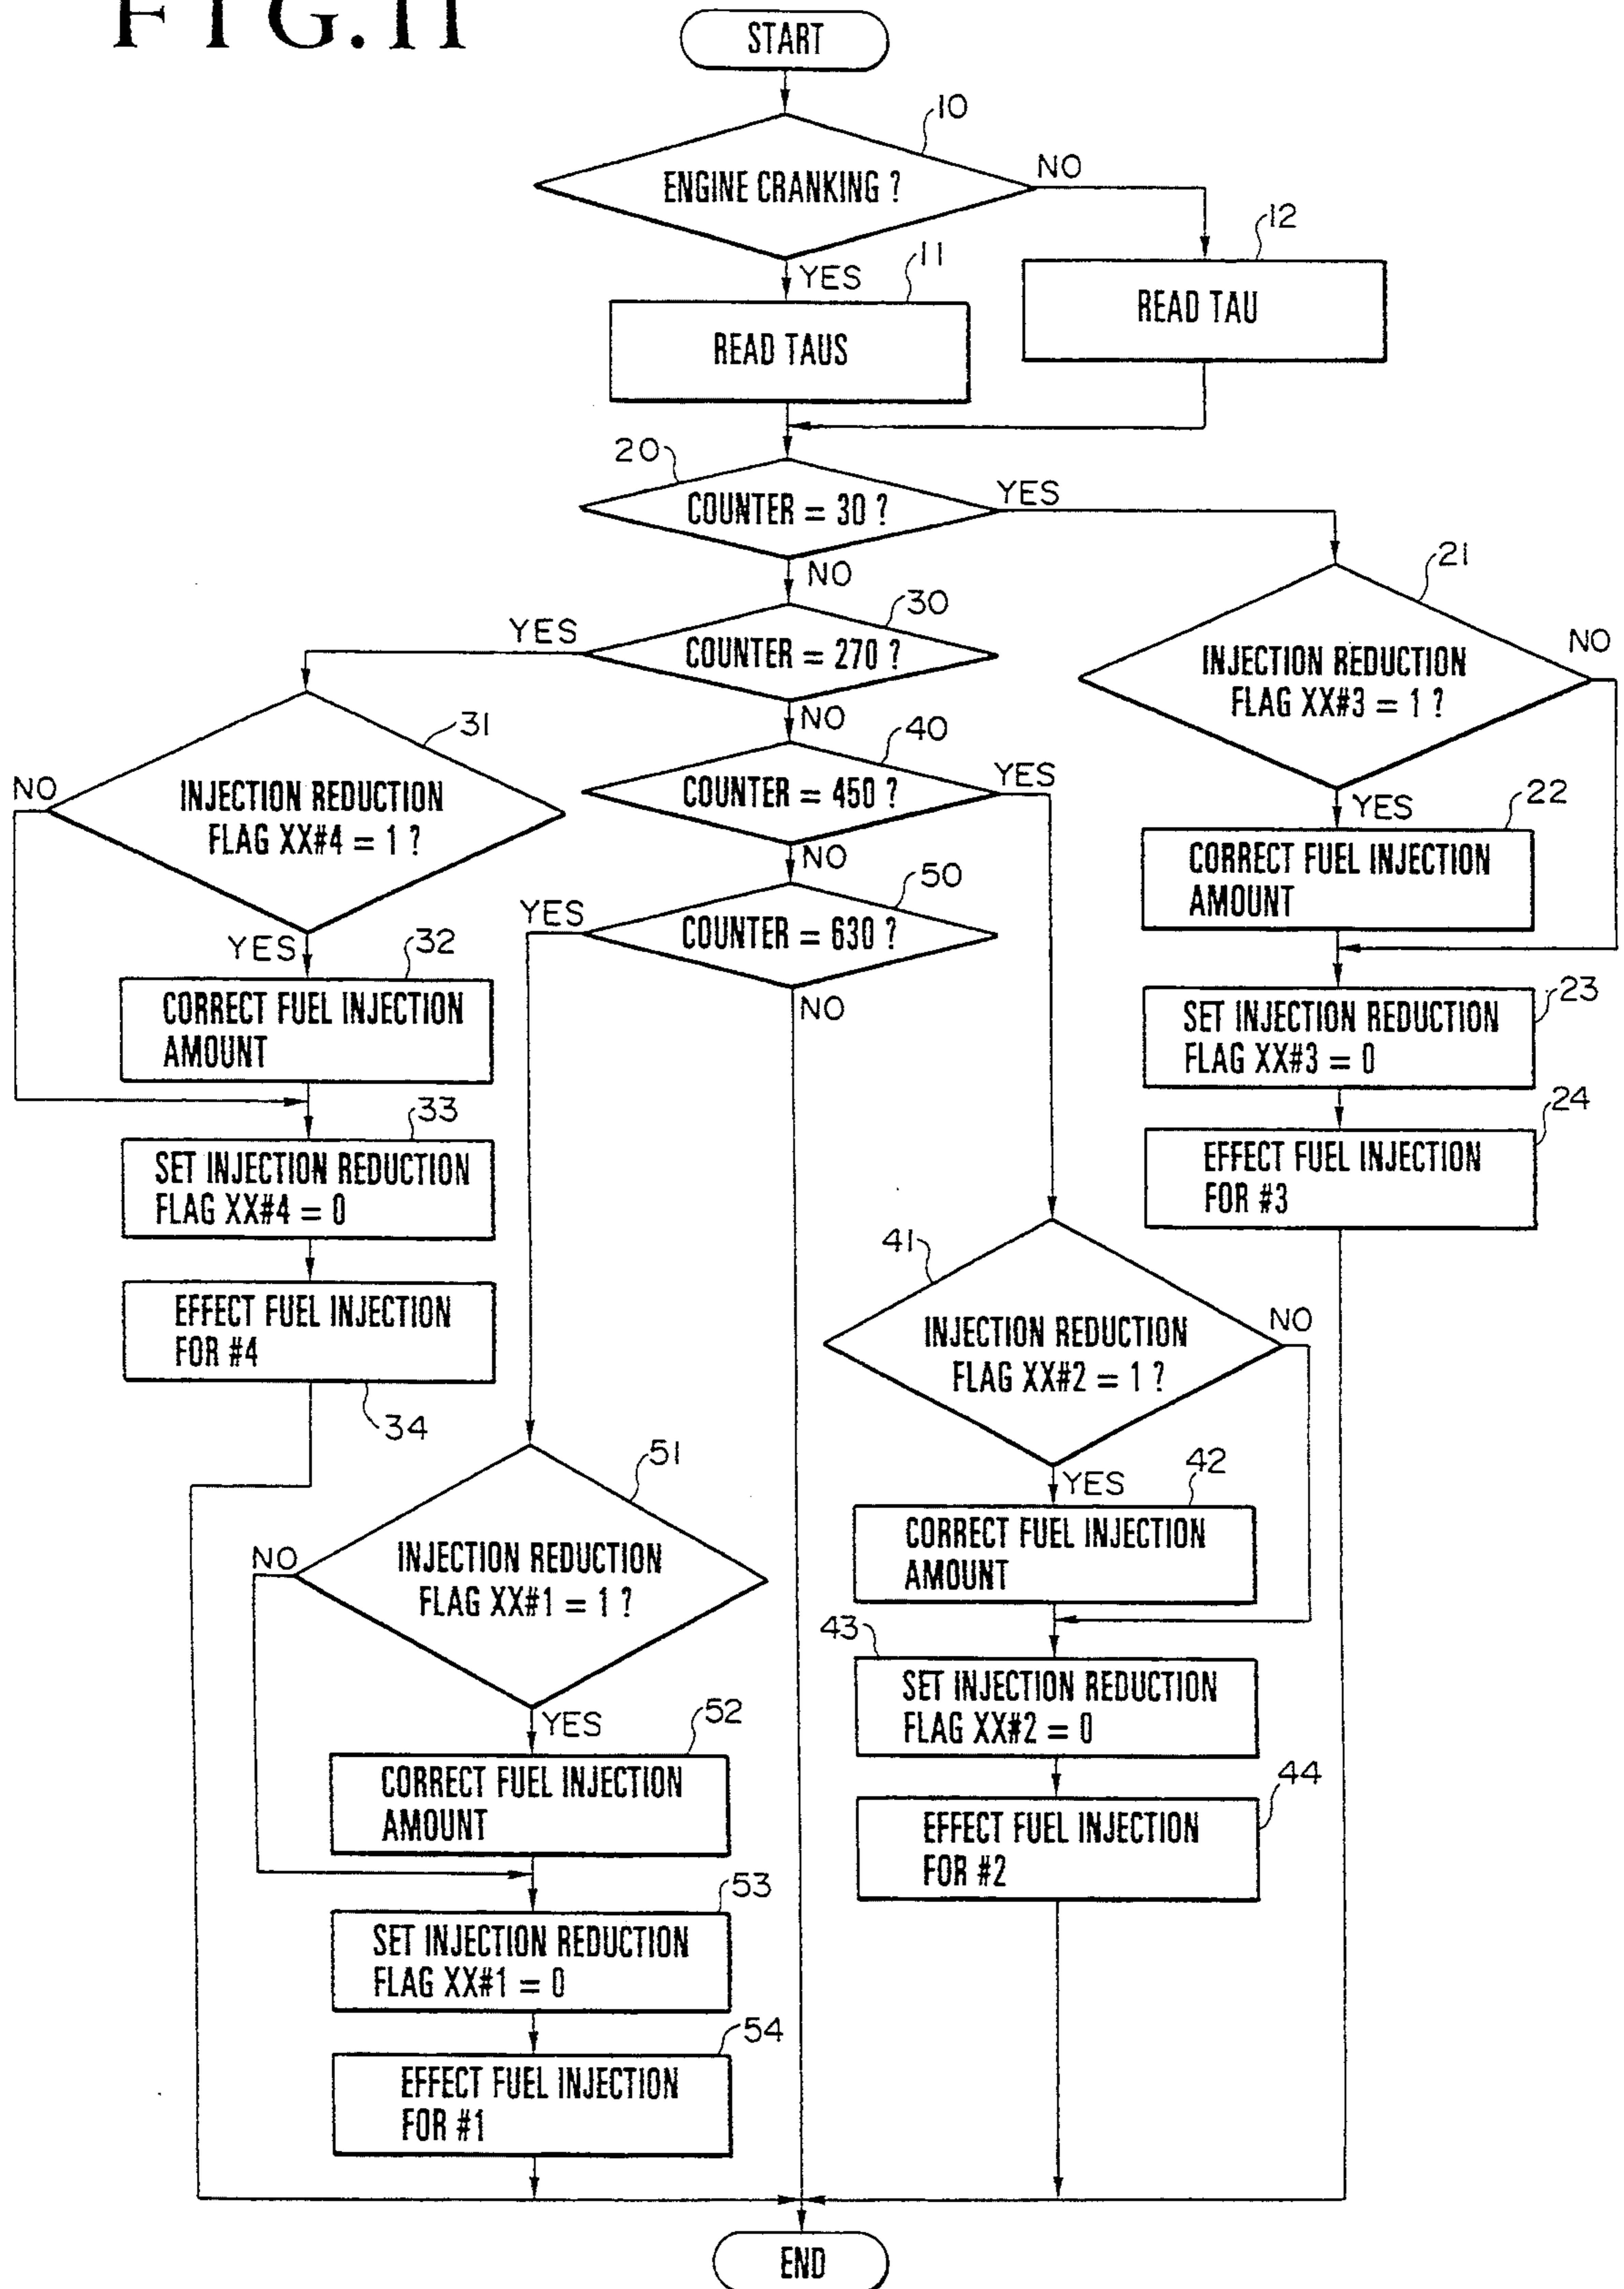 FIG.11
START
10
ENGINE CRANKING ?
NO
12
YES
11
READ TAU
READ TAUS
20
COUNTER = 30 ?
YES
NO
21
30
YES
COUNTER = 270 ?
INJECTION REDUCTION
FLAG XX#3 = 1 ?
NO
NO
31
40
NO
INJECTION REDUCTION
FLAG XX#4 = 1 ?
COUNTER = 450 ?
YES
YES
22
NO
CORRECT FUEL INJECTION
AMOUNT
50
YES
COUNTER = 630 ?
YES
32
NO
CORRECT FUEL INJECTION
AMOUNT
23
SET INJECTION REDUCTION
FLAG XX#3 = 0
33
24
SET INJECTION REDUCTION
FLAG XX#4 = 0
EFFECT FUEL INJECTION
FOR #3
41
EFFECT FUEL INJECTION
FOR #4
34
INJECTION REDUCTION
FLAG XX#2 = 1 ?
NO
51
YES
42
NO
INJECTION REDUCTION
FLAG XX#1 = 1 ?
CORRECT FUEL INJECTION
AMOUNT
43
YES
52
SET INJECTION REDUCTION
FLAG XX#2 = 0
CORRECT FUEL INJECTION
AMOUNT
44
EFFECT FUEL INJECTION
FOR #2
53
SET INJECTION REDUCTION
FLAG XX#1 = 0
54
EFFECT FUEL INJECTION
FOR #1
END